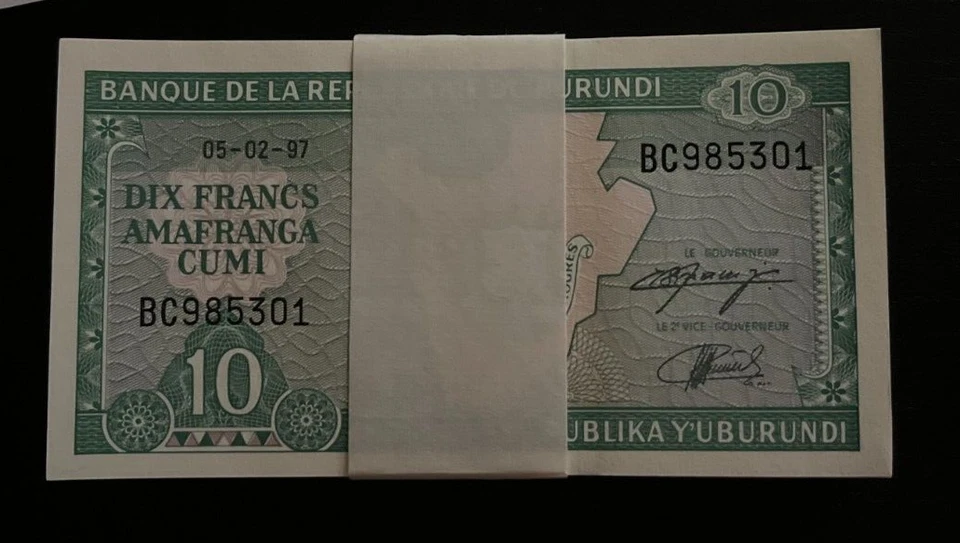 BANQUE DE LA REP
URUNDI
10
05-02-97
BC985301
DIX FRANCS
AMAFRANGA
CUMI
BC985301
10
LE GOUVERNEUR
LE 2e VICE-GOUVERNEUR
UBLIKA Y'UBURUNDI